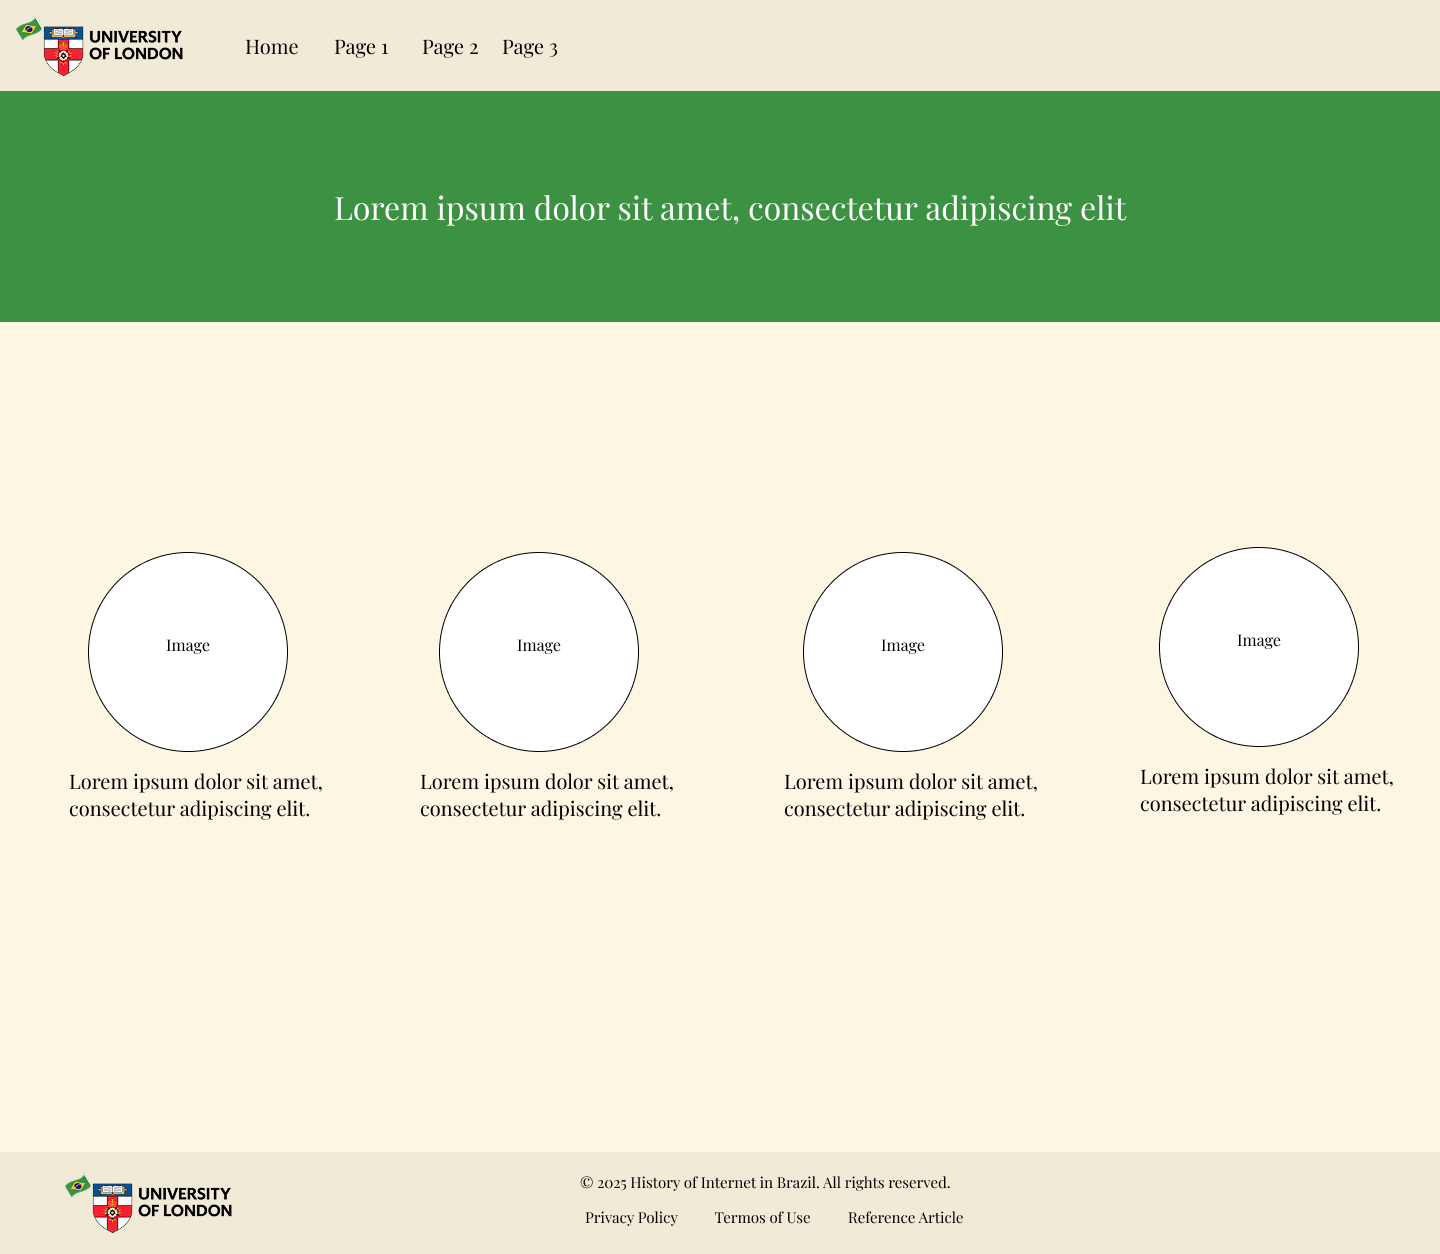 UNIVERSITY
OF LONDON
Home Page 1 Page 2 Page 3
Lorem ipsum dolor sit amet, consectetur adipiscing elit
Image
Lorem ipsum dolor sit amet,
consectetur adipiscing elit.
Image
Lorem ipsum dolor sit amet,
consectetur adipiscing elit.
Image
Lorem ipsum dolor sit amet,
consectetur adipiscing elit.
Image
Lorem ipsum dolor sit amet,
consectetur adipiscing elit.
UNIVERSITY
OF LONDON
© 2025 History of Internet in Brazil. All rights reserved.
Privacy Policy Termos of Use Reference Article